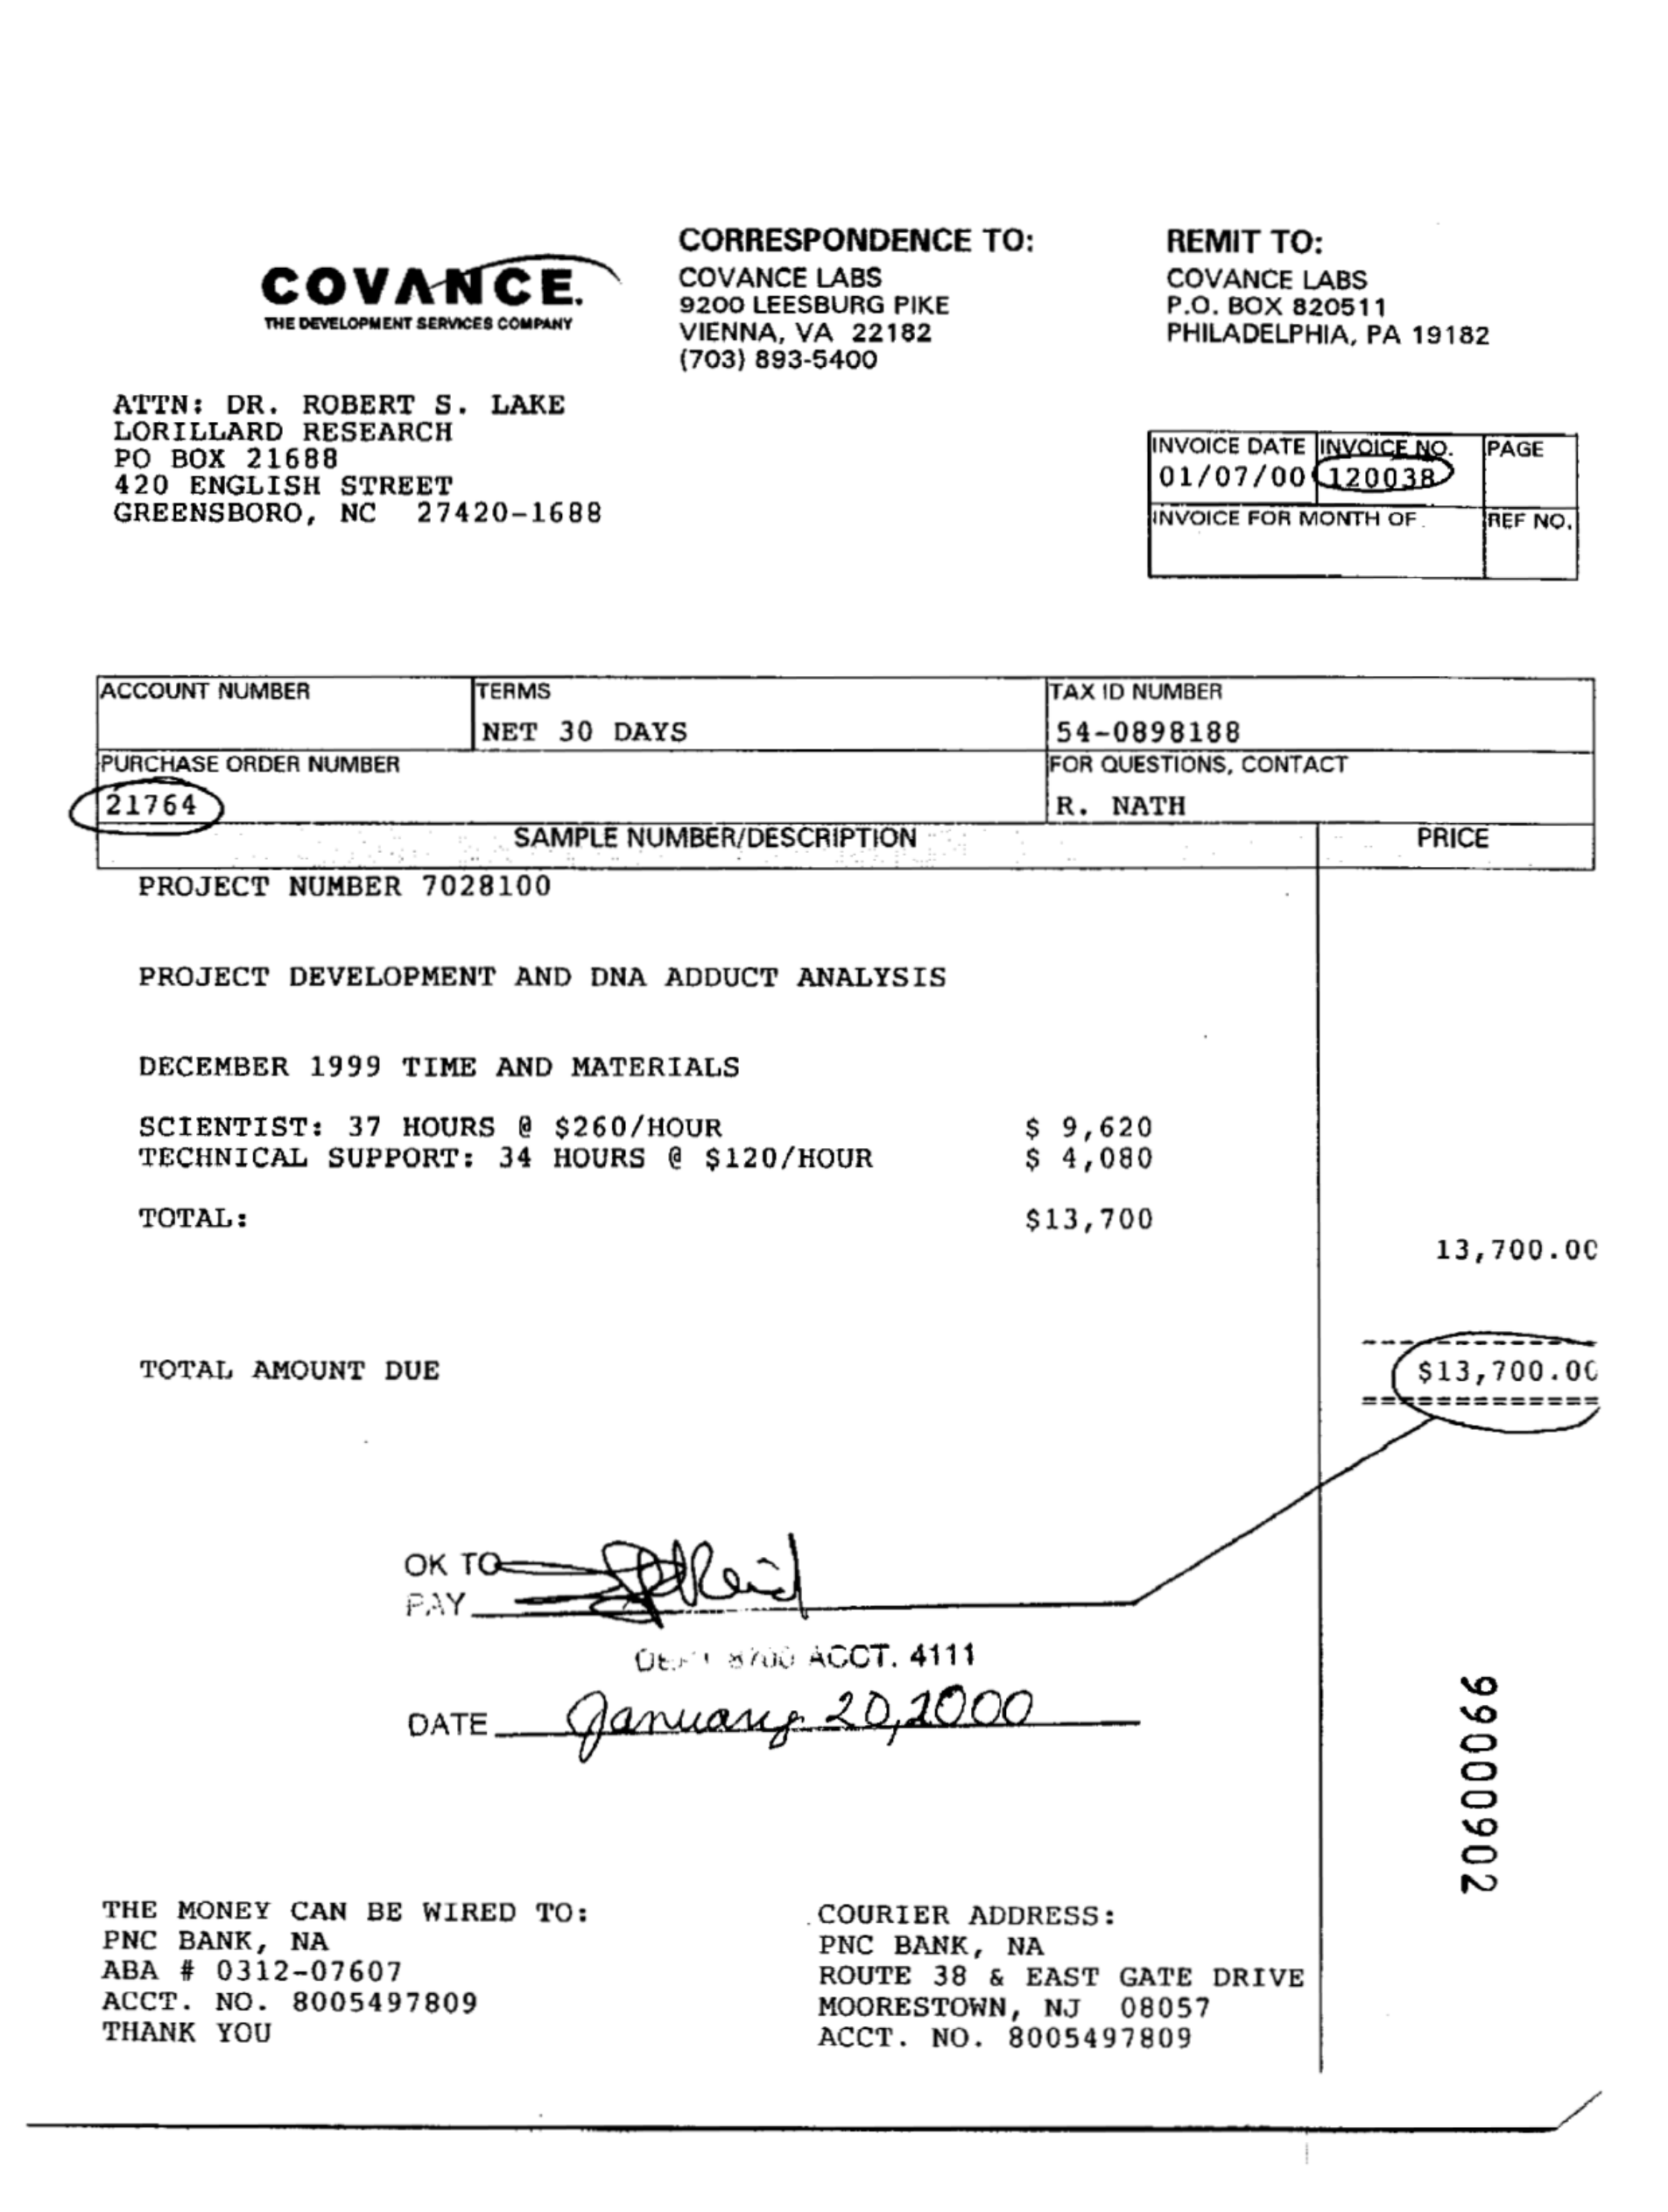 COVANCE.
THE DEVELOPMENT SERVICES COMPANY
CORRESPONDENCE TO:
COVANCE LABS
9200 LEESBURG PIKE
VIENNA, VA 22182
(703) 893-5400
REMIT TO:
COVANCE LABS
P.O. BOX 820511
PHILADELPHIA, PA 19182
ATTN: DR. ROBERT S. LAKE
LORILLARD RESEARCH
PO BOX 21688
420 ENGLISH STREET
GREENSBORO, NC 27420-1688
INVOICE DATE INVOICE NO. PAGE
01/07/00 120038
INVOICE FOR MONTH OF REF NO.
ACCOUNT NUMBER TERMS TAX ID NUMBER
NET 30 DAYS 54-0898188
PURCHASE ORDER NUMBER FOR QUESTIONS, CONTACT
21764 R. NATH
SAMPLE NUMBER/DESCRIPTION PRICE
PROJECT NUMBER 7028100
PROJECT DEVELOPMENT AND DNA ADDUCT ANALYSIS
DECEMBER 1999 TIME AND MATERIALS
SCIENTIST: 37 HOURS @ $260/HOUR $ 9,620
TECHNICAL SUPPORT: 34 HOURS @ $120/HOUR $ 4,080
TOTAL: $13,700
13,700.00
TOTAL AMOUNT DUE $13,700.00
OK TO
PAY
DEPT 8700 ACCT. 4111
DATE January 20, 2000
99000902
THE MONEY CAN BE WIRED TO:
PNC BANK, NA
ABA # 0312-07607
ACCT. NO. 8005497809
THANK YOU
COURIER ADDRESS:
PNC BANK, NA
ROUTE 38 & EAST GATE DRIVE
MOORESTOWN, NJ 08057
ACCT. NO. 8005497809